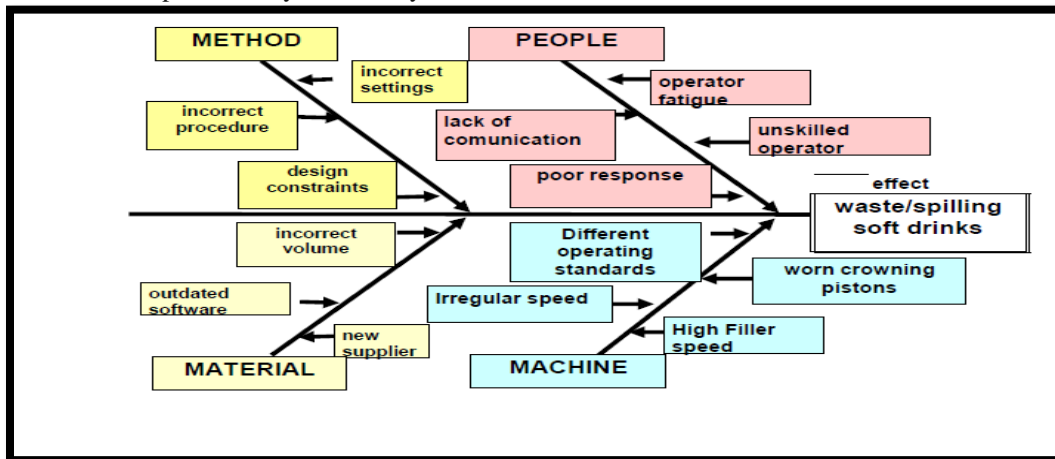 METHOD
PEOPLE
incorrect
settings
operator
fatigue
incorrect
procedure
lack of
comunication
unskilled
operator
design
constraints
poor response
effect
waste/spilling
soft drinks
incorrect
volume
Different
operating
standards
worn crowning
pistons
outdated
software
Irregular speed
new
supplier
High Filler
speed
MATERIAL
MACHINE